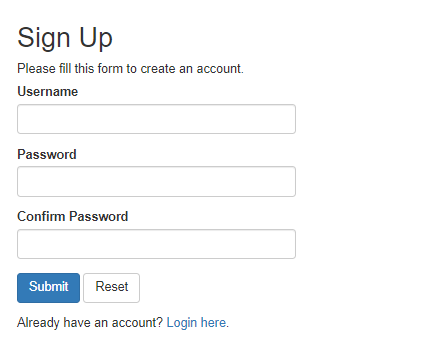 Sign Up
Please fill this form to create an account.
Username
Password
Confirm Password
Submit Reset
Already have an account? Login here.